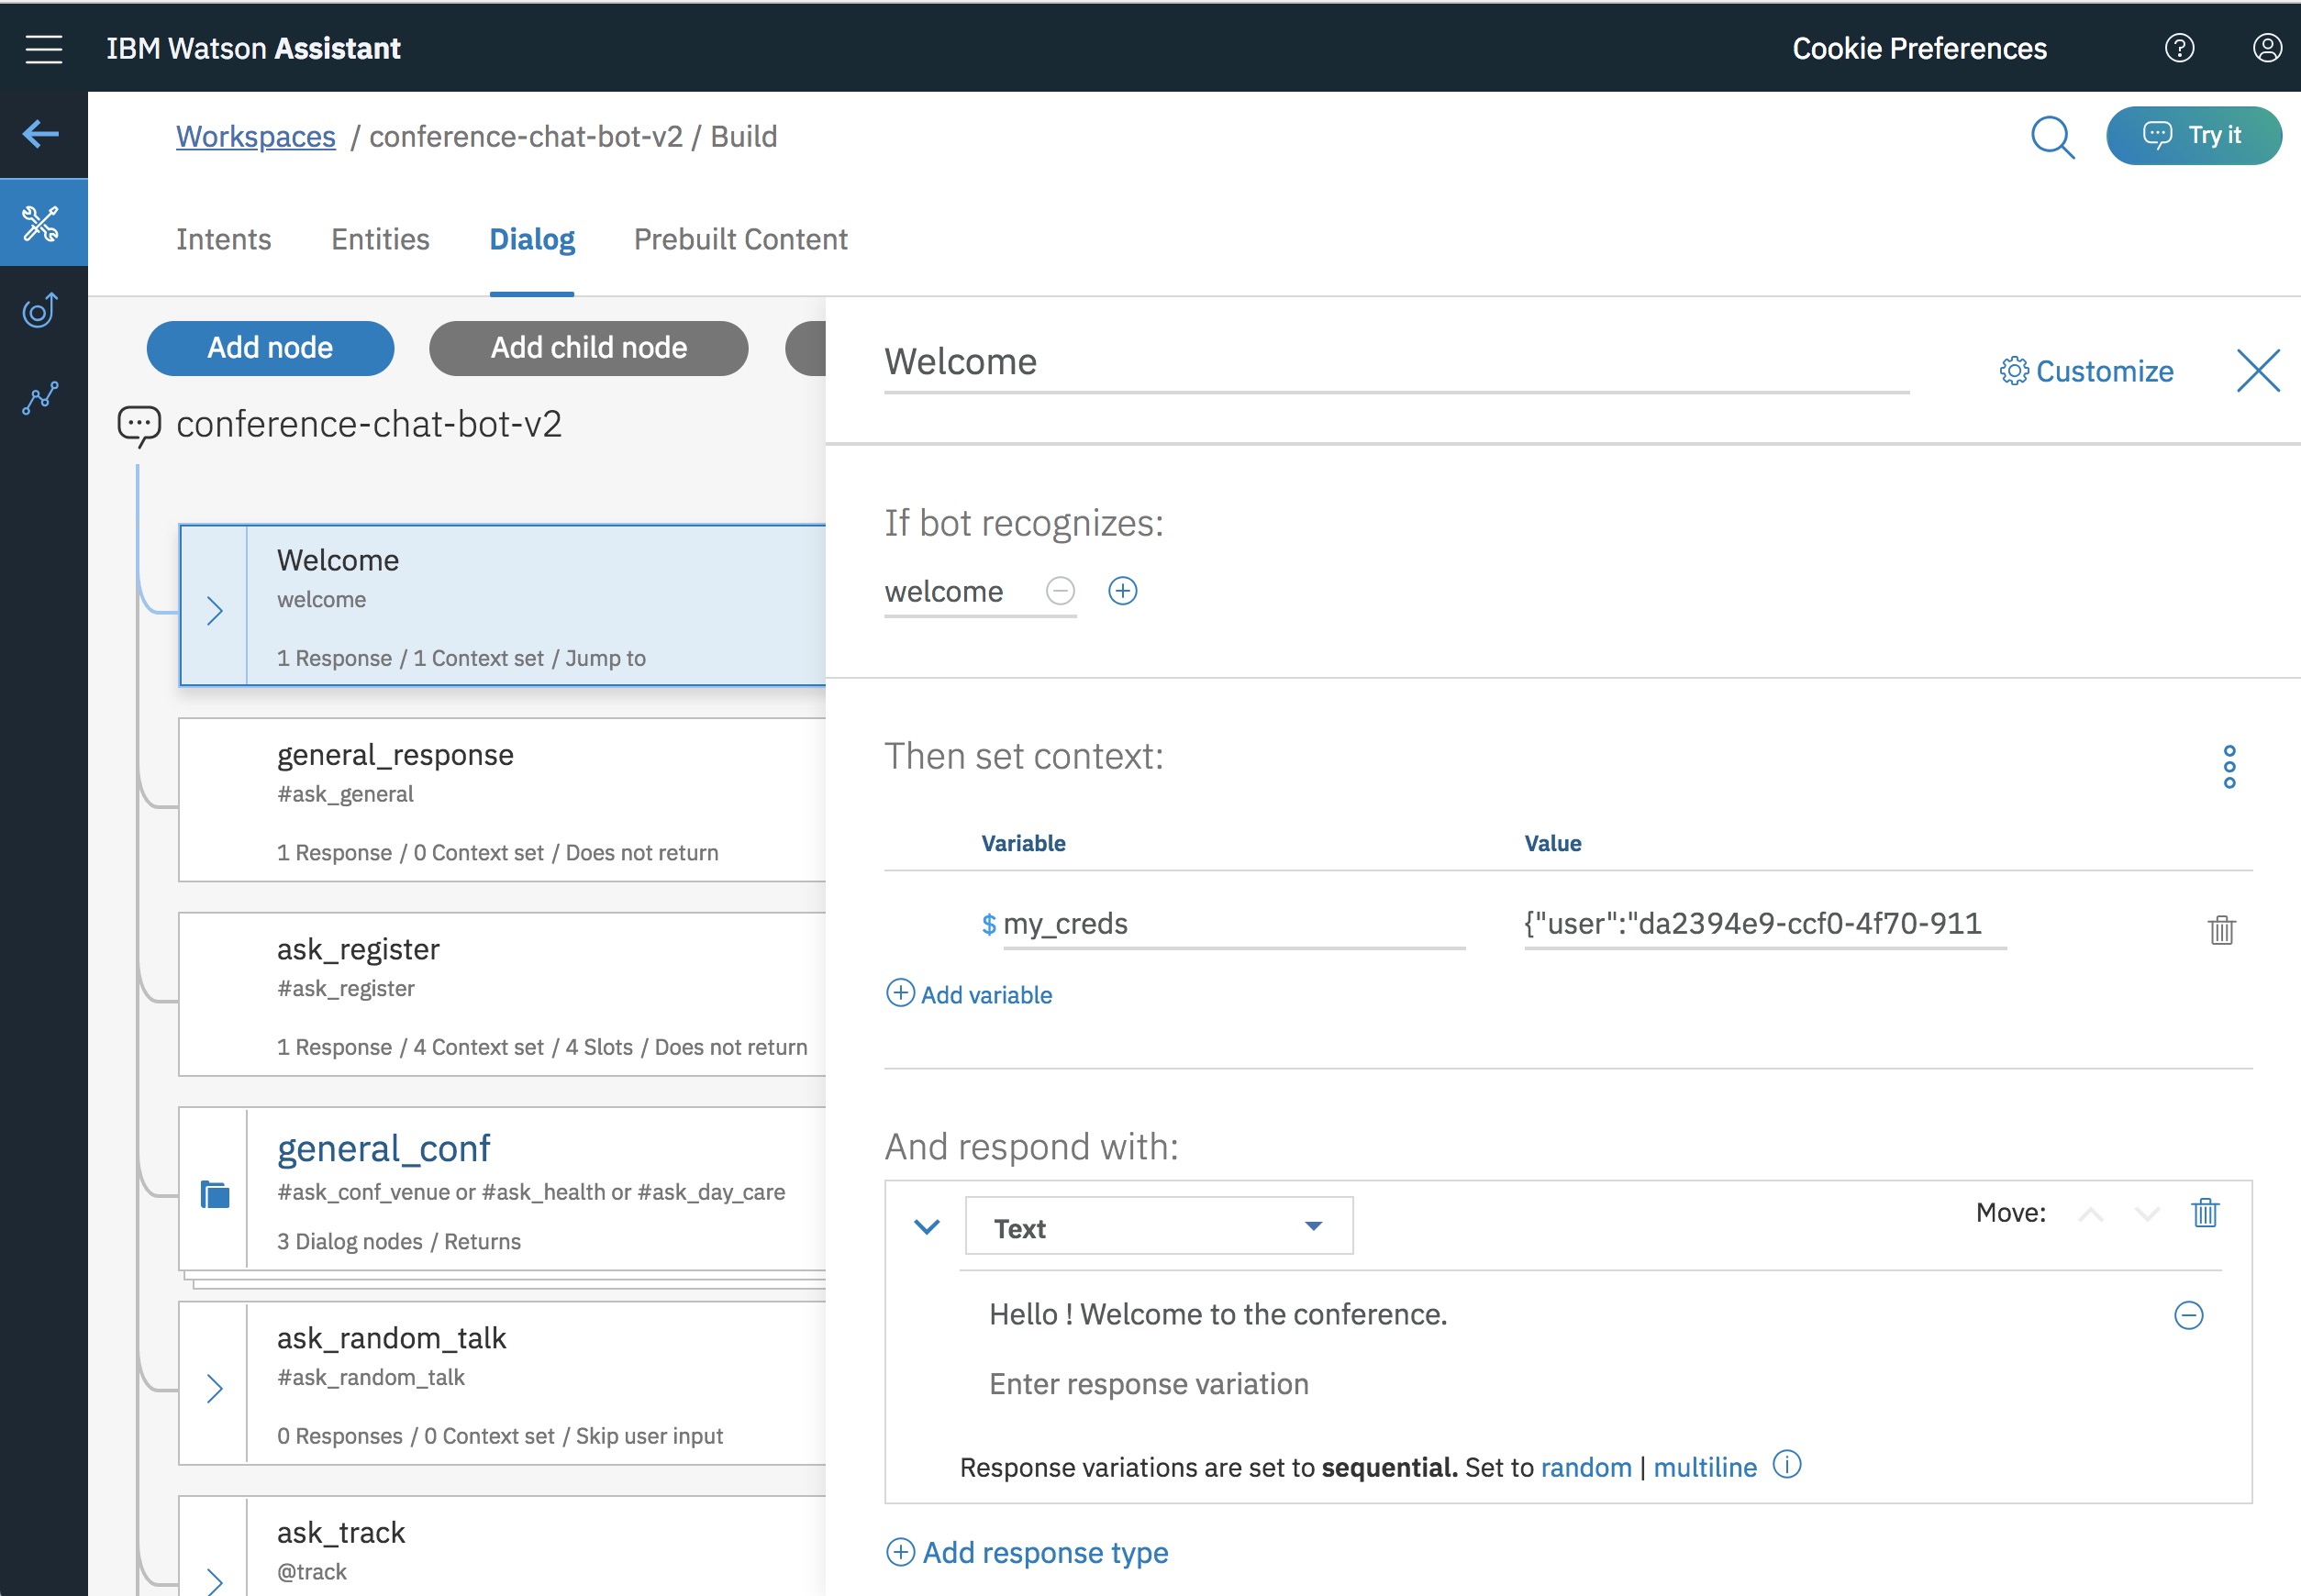 IBM Watson Assistant
Cookie Preferences
Workspaces / conference-chat-bot-v2 / Build
Try it
Intents Entities Dialog Prebuilt Content
Add node Add child node
conference-chat-bot-v2
Welcome
welcome
1 Response / 1 Context set / Jump to
general_response
#ask_general
1 Response / 0 Context set / Does not return
ask_register
#ask_register
1 Response / 4 Context set / 4 Slots / Does not return
general_conf
#ask_conf_venue or #ask_health or #ask_day_care
3 Dialog nodes / Returns
ask_random_talk
#ask_random_talk
0 Responses / 0 Context set / Skip user input
ask_track
@track
Welcome
Customize
If bot recognizes:
welcome
Then set context:
Variable Value
$ my_creds {"user":"da2394e9-ccf0-4f70-911
Add variable
And respond with:
Text
Move:
Hello ! Welcome to the conference.
Enter response variation
Response variations are set to sequential. Set to random | multiline
Add response type